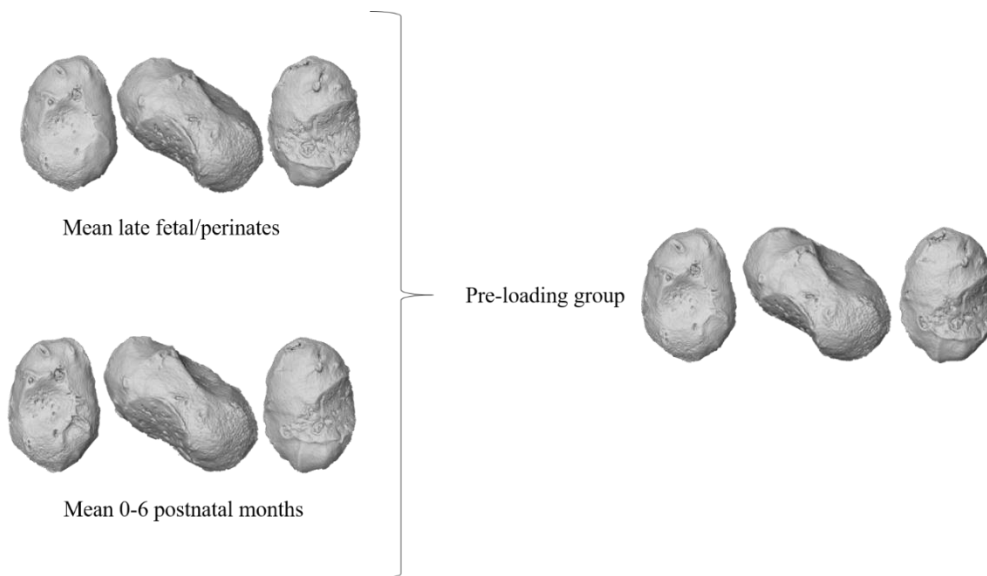 Mean late fetal/perinates
Pre-loading group
Mean 0-6 postnatal months